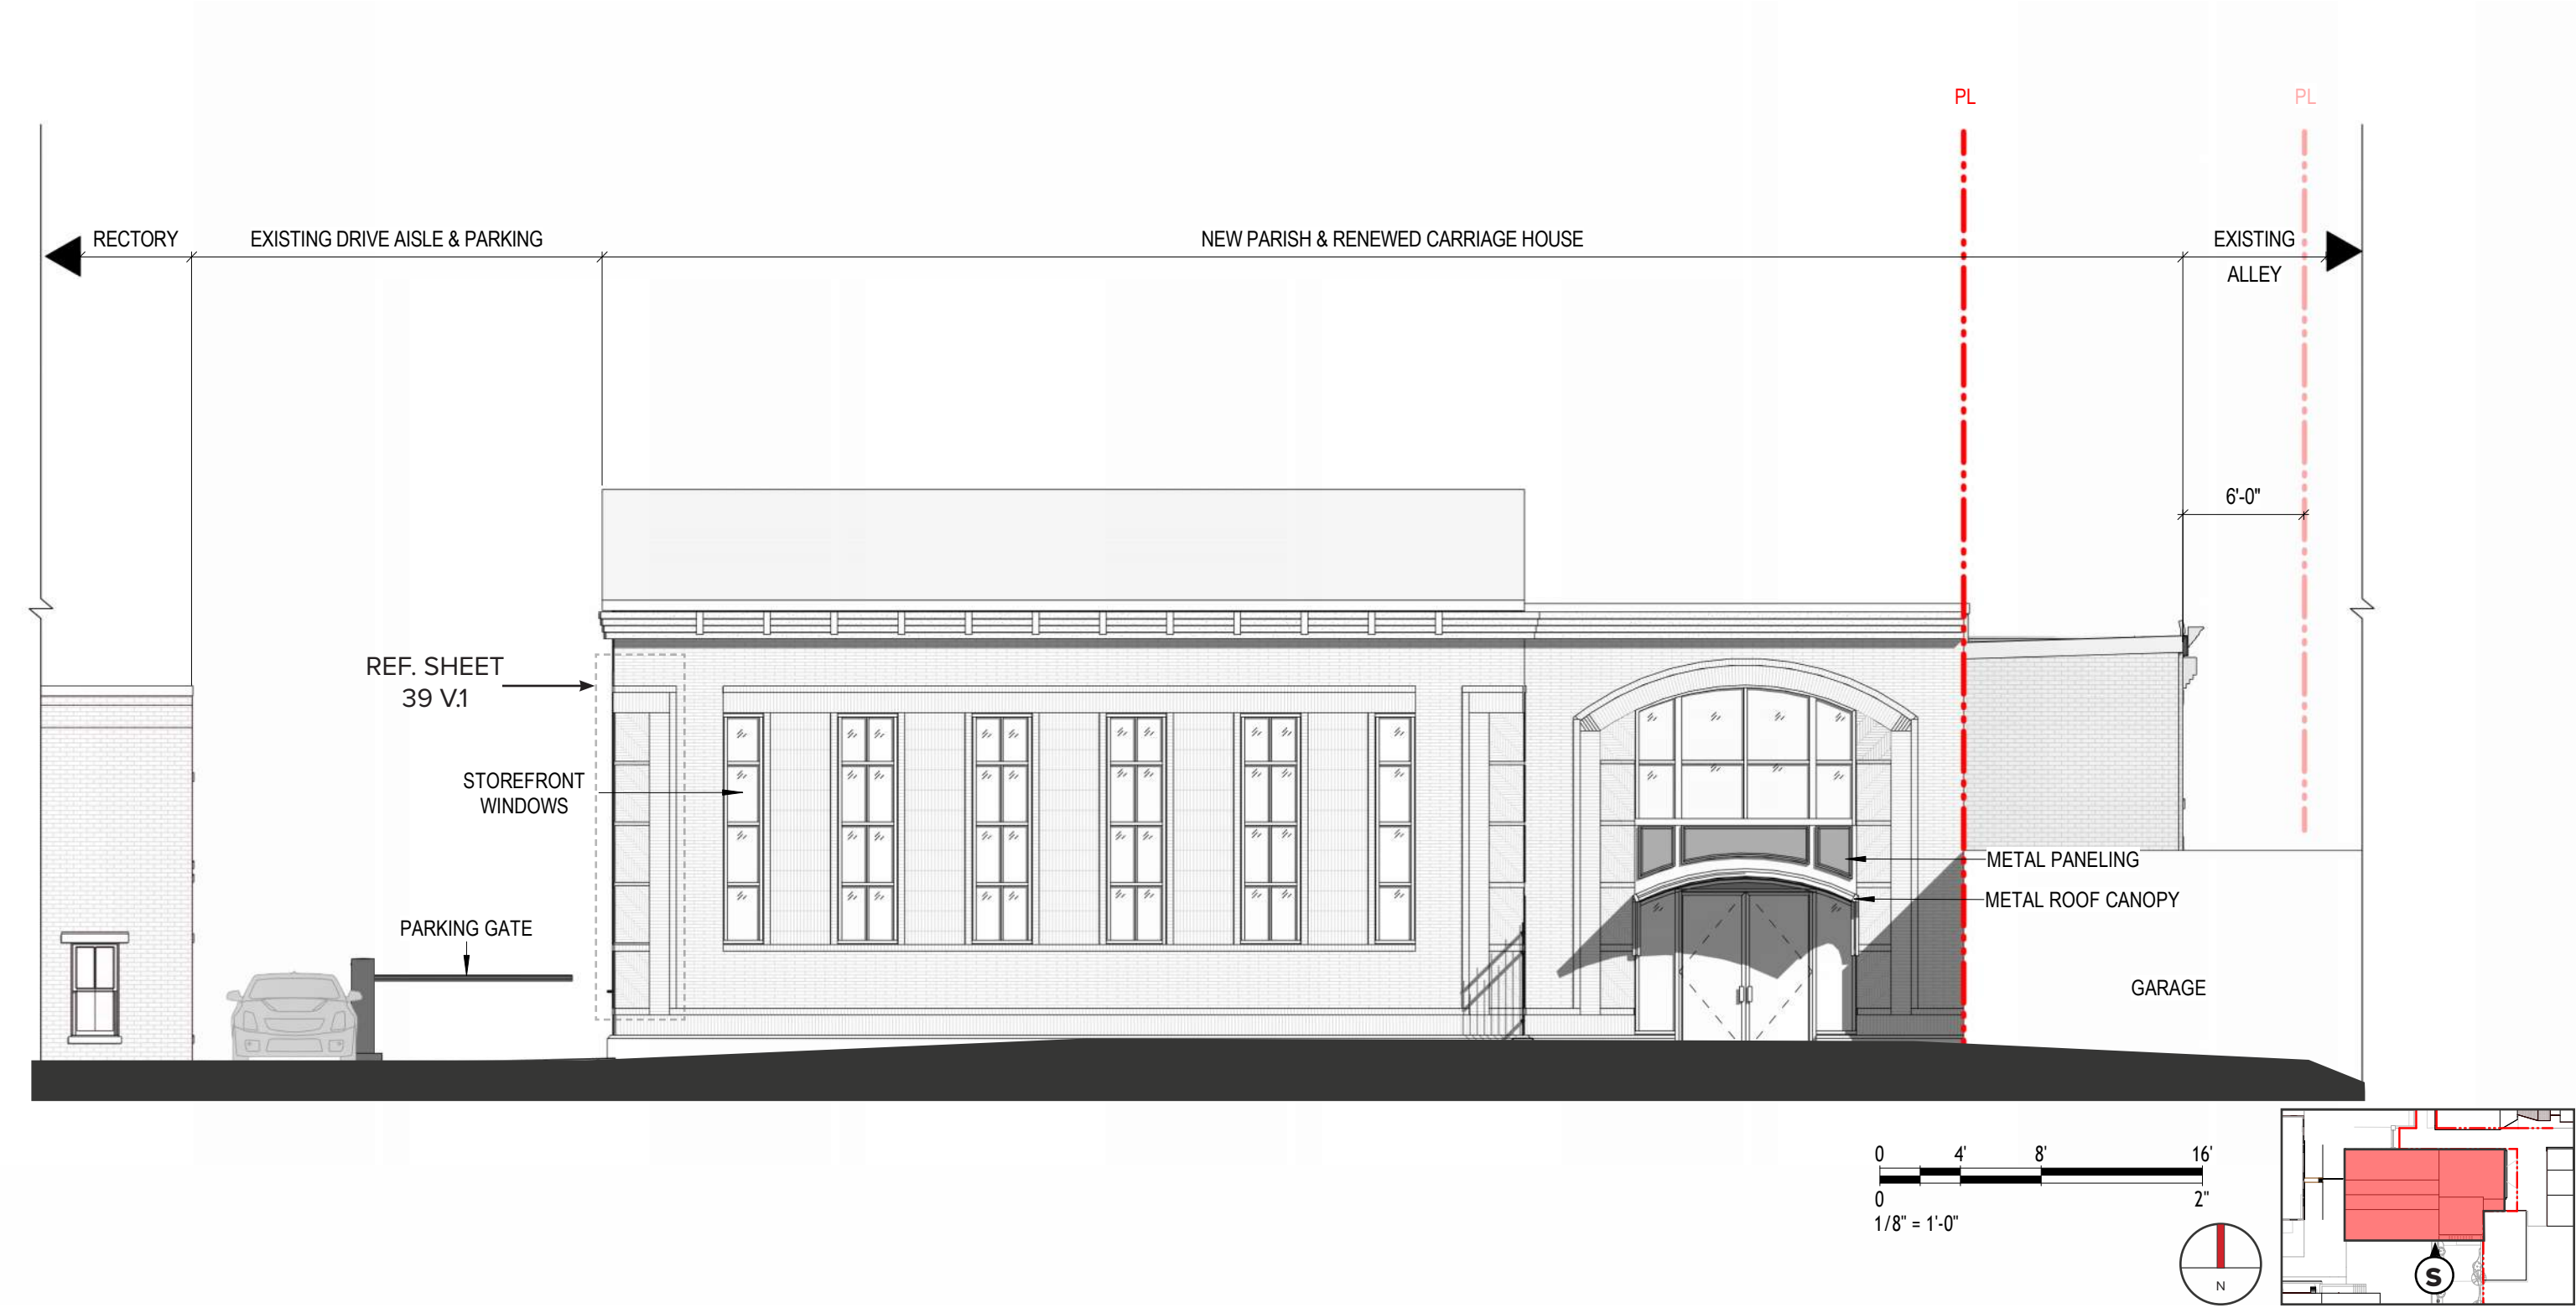 PL
PL
RECTORY
EXISTING DRIVE AISLE & PARKING
NEW PARISH & RENEWED CARRIAGE HOUSE
EXISTING
ALLEY
6'-0"
REF. SHEET
39 V.1
STOREFRONT
WINDOWS
METAL PANELING
METAL ROOF CANOPY
PARKING GATE
GARAGE
0
4'
8'
16'
0
2"
1/8" = 1'-0"
N
S